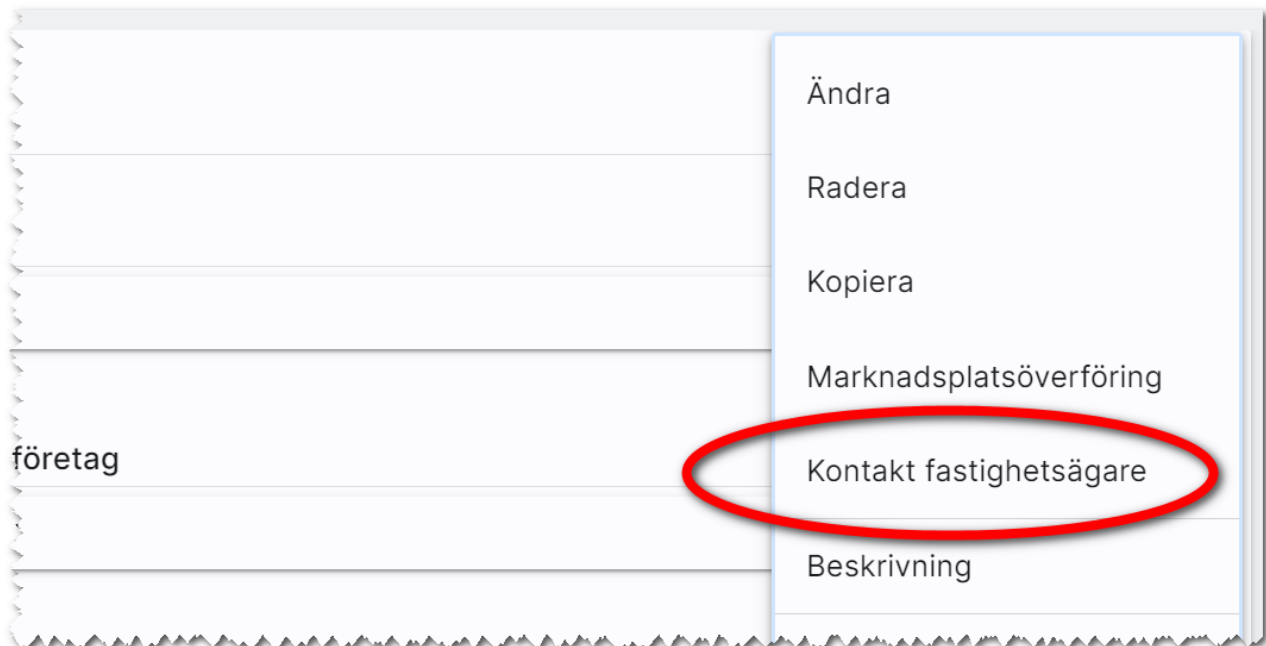 Ändra
Radera
Kopiera
Marknadsplatsöverföring
företag
Kontakt fastighetsägare
Beskrivning